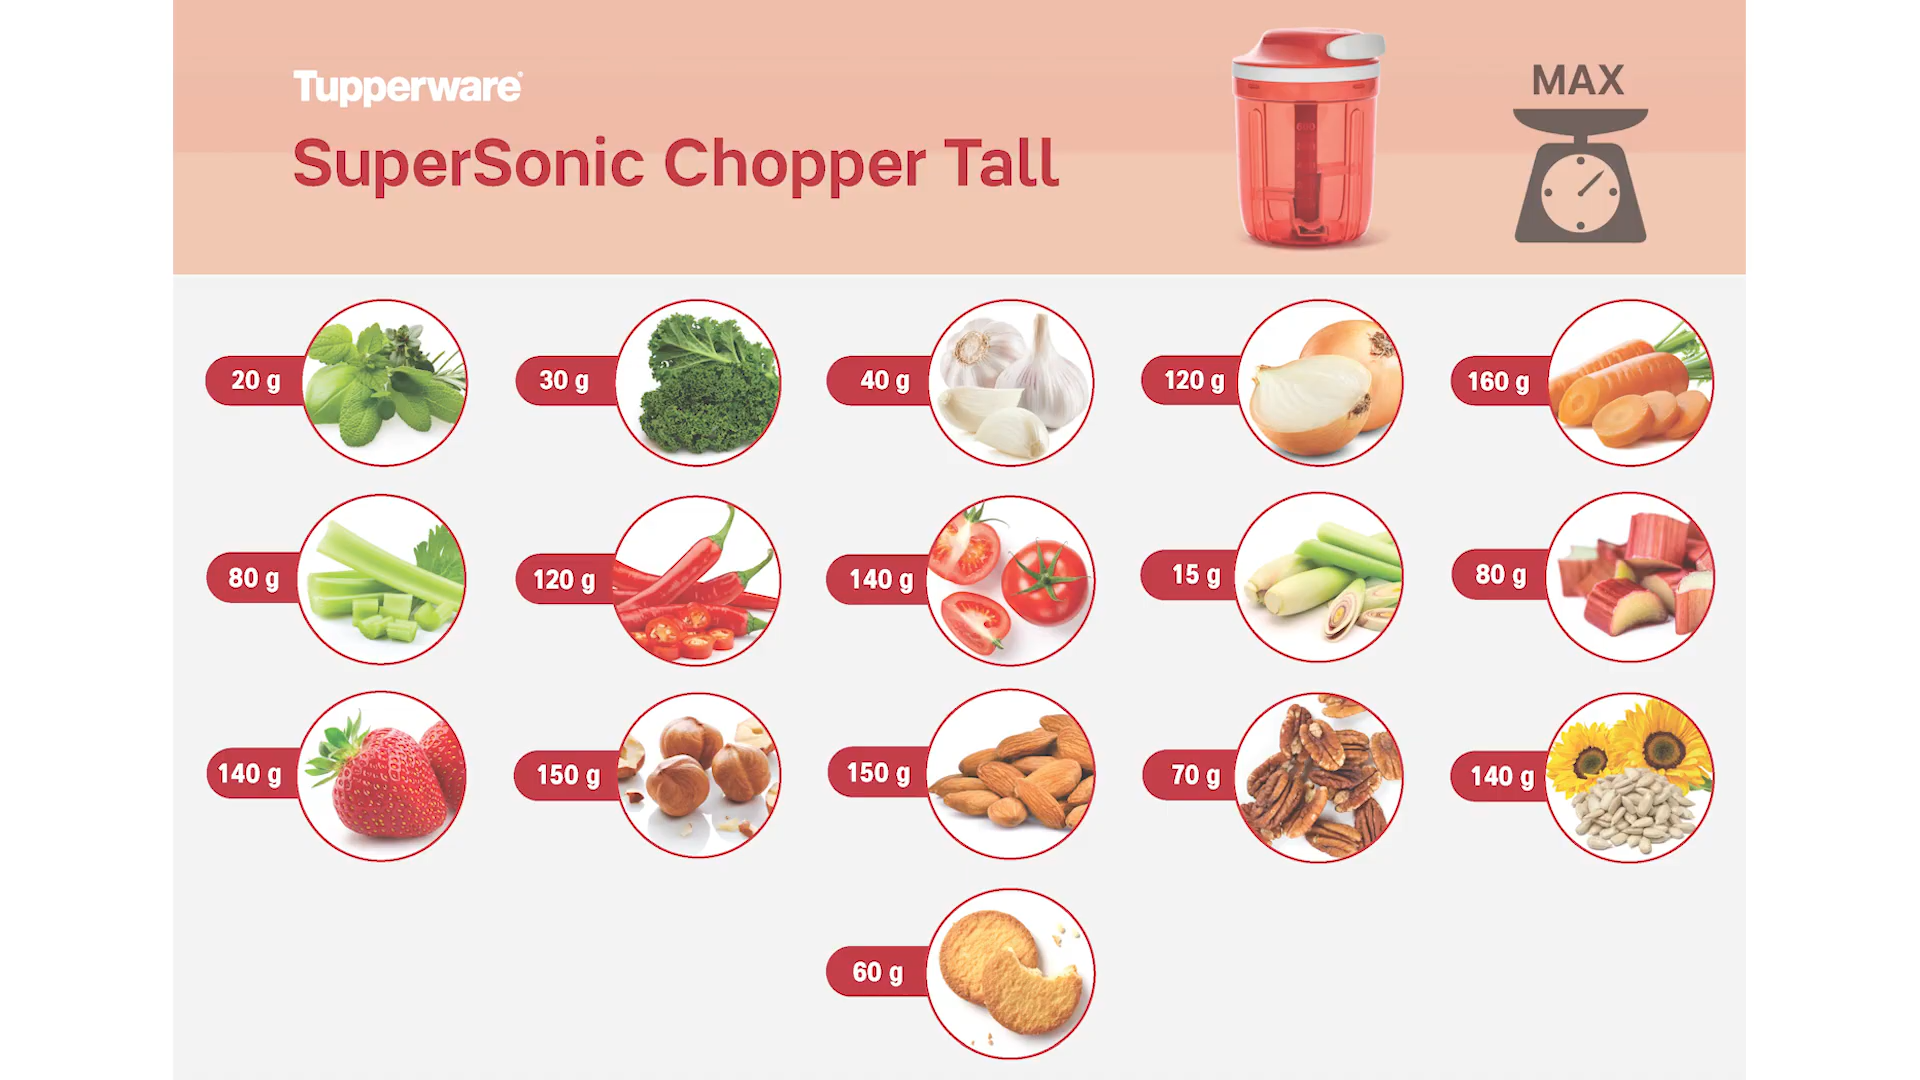 Tupperware®
SuperSonic Chopper Tall
MAX
20 g
30 g
40 g
120 g
160 g
80 g
120 g
140 g
15 g
80 g
140 g
150 g
150 g
70 g
140 g
60 g